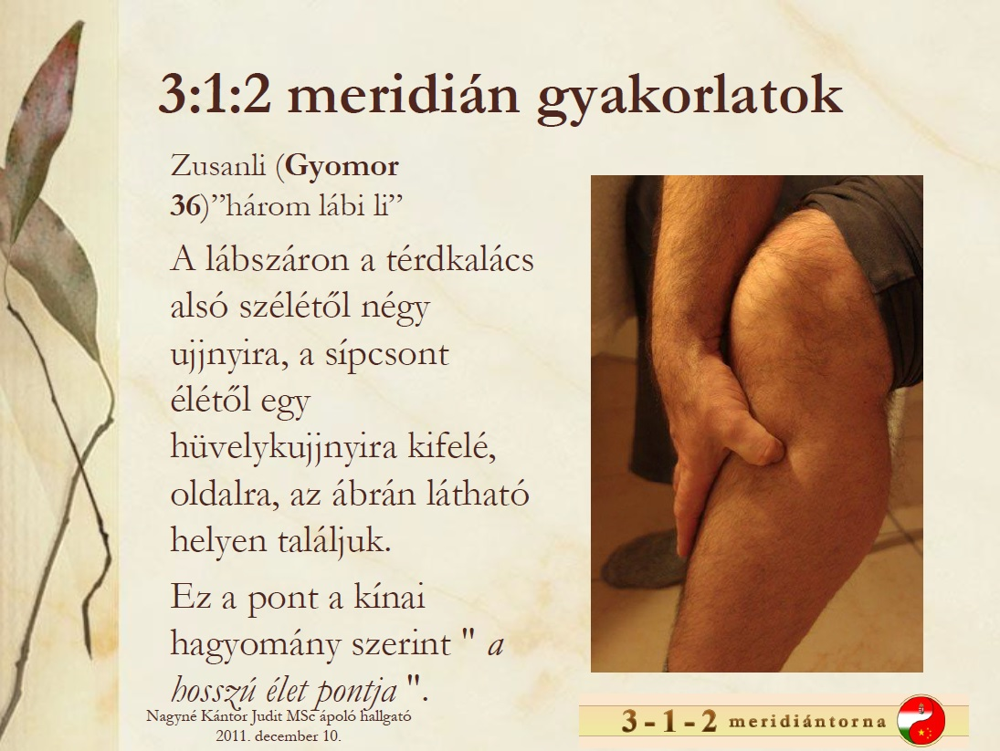 3:1:2 meridián gyakorlatok
Zusanli (Gyomor
36)”három lábi li”
A lábszáron a térdkalács
alsó szélétől négy
ujjnyira, a sípcsont
élétől egy
hüvelykujjnyira kifelé,
oldalra, az ábrán látható
helyen találjuk.
Ez a pont a kínai
hagyomány szerint " a
hosszú élet pontja ".
Nagyné Kántor Judit MSc ápoló hallgató
2011. december 10.
3-1-2 meridiántorna